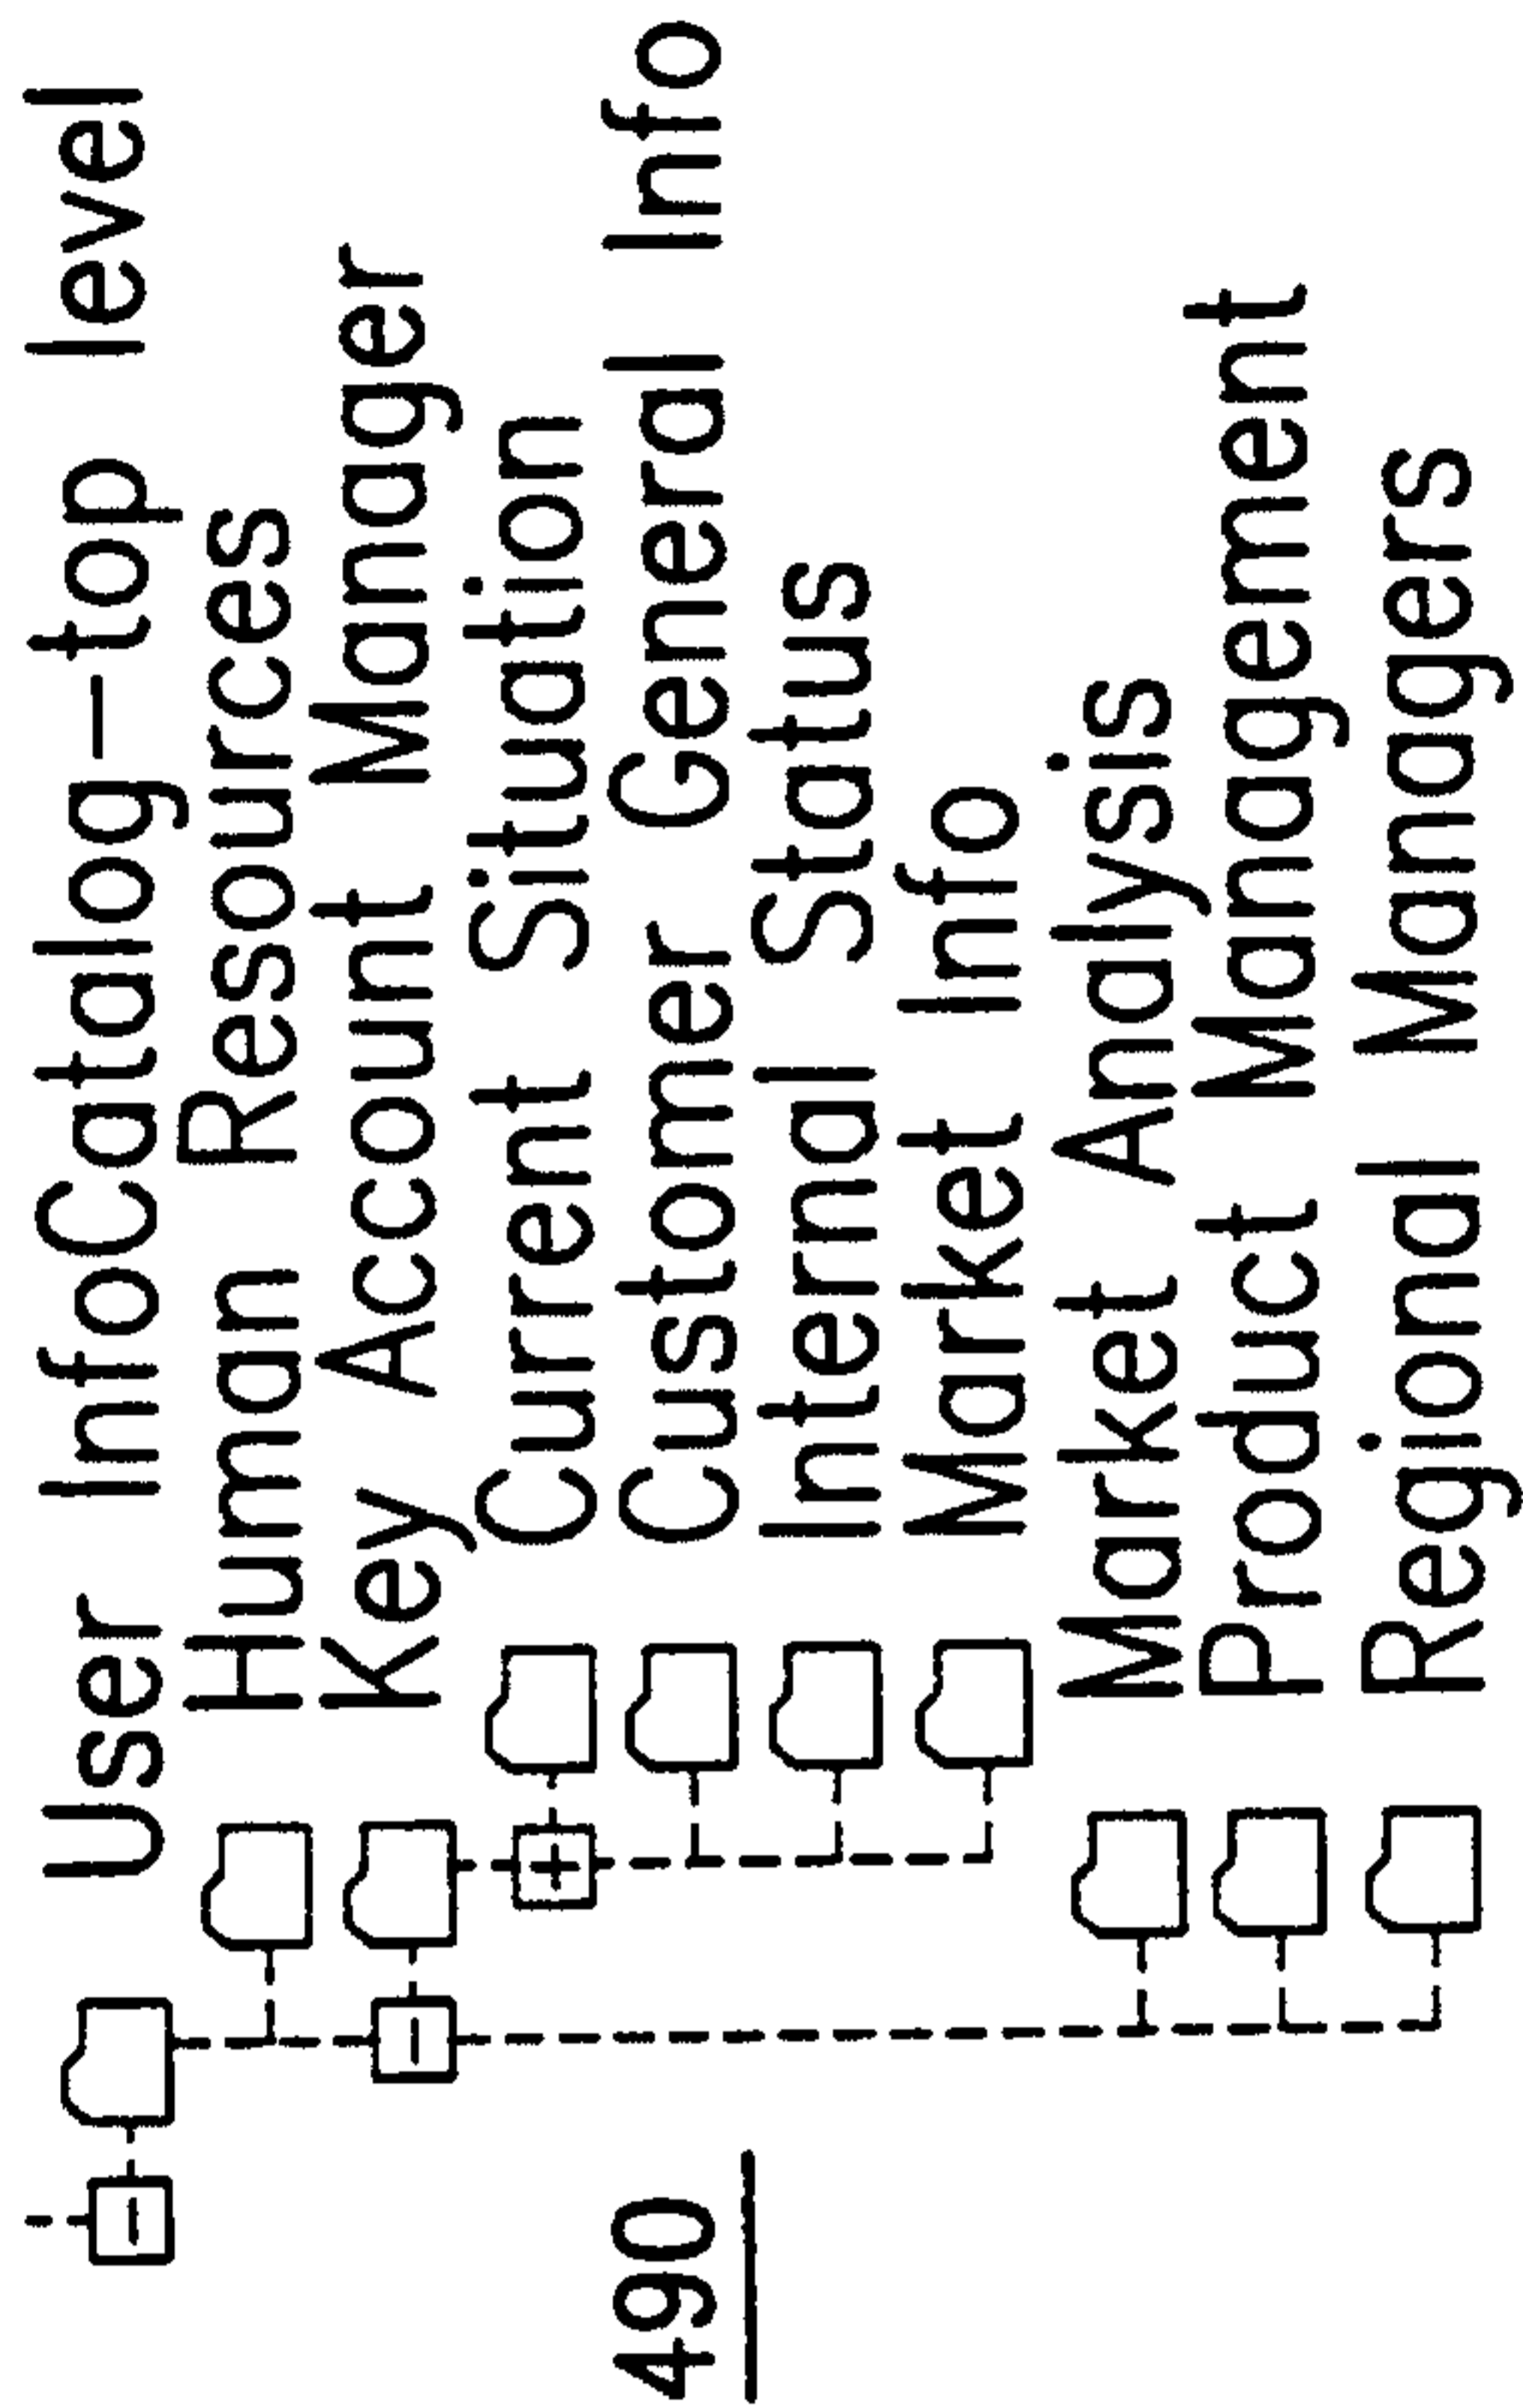 User InfoCatalog—top level
Human Resources
Key Account Manager
Current Situation
Customer General Info
Internal Status
Market Info
Market Analysis
Product Management
Regional Managers
490